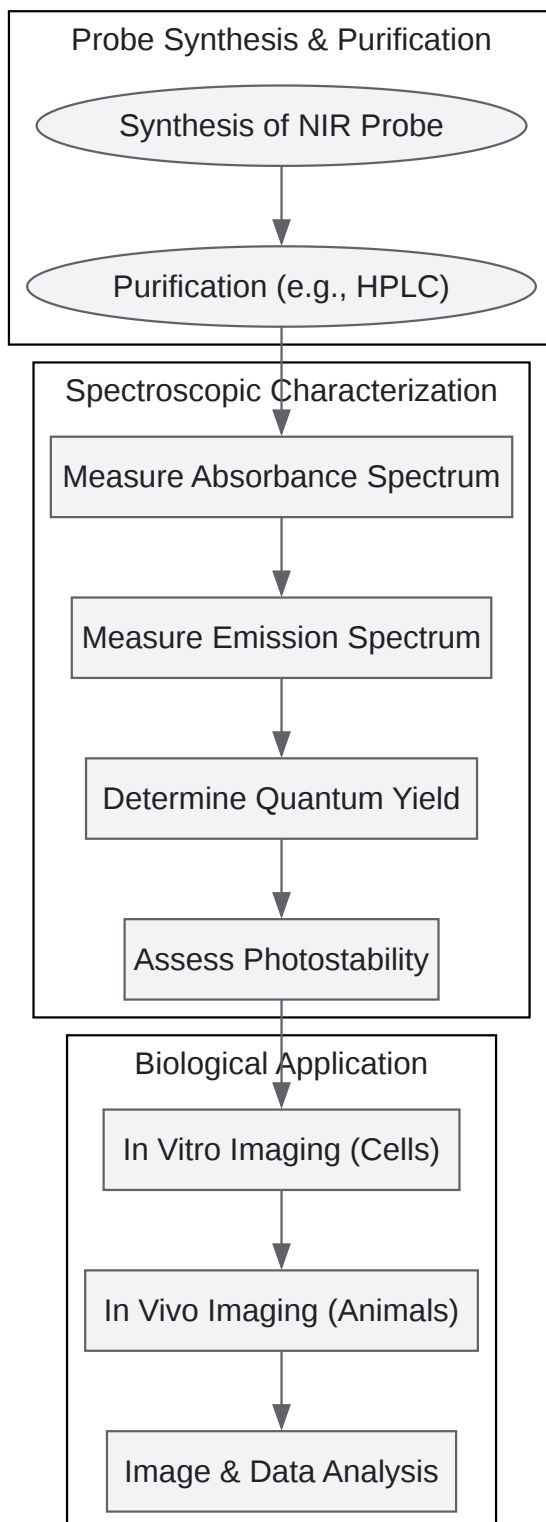 Probe Synthesis & Purification
Synthesis of NIR Probe
Purification (e.g., HPLC)
Spectroscopic Characterization
Measure Absorbance Spectrum
Measure Emission Spectrum
Determine Quantum Yield
Assess Photostability
Biological Application
In Vitro Imaging (Cells)
In Vivo Imaging (Animals)
Image & Data Analysis